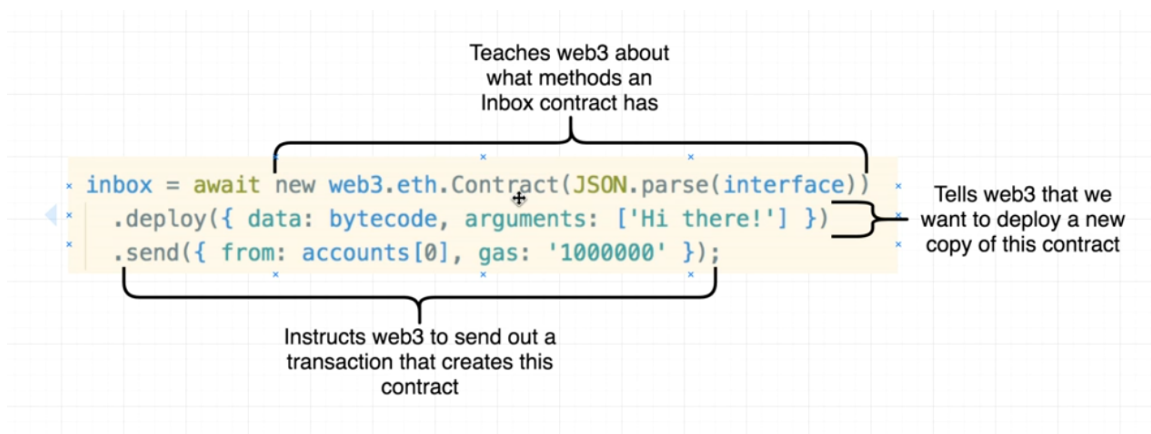 Teaches web3 about
what methods an
Inbox contract has
inbox = await new web3.eth.Contract(JSON.parse(interface))
.deploy({ data: bytecode, arguments: ['Hi there!'] })
.send({ from: accounts[0], gas: '1000000' });
Tells web3 that we
want to deploy a new
copy of this contract
Instructs web3 to send out a
transaction that creates this
contract